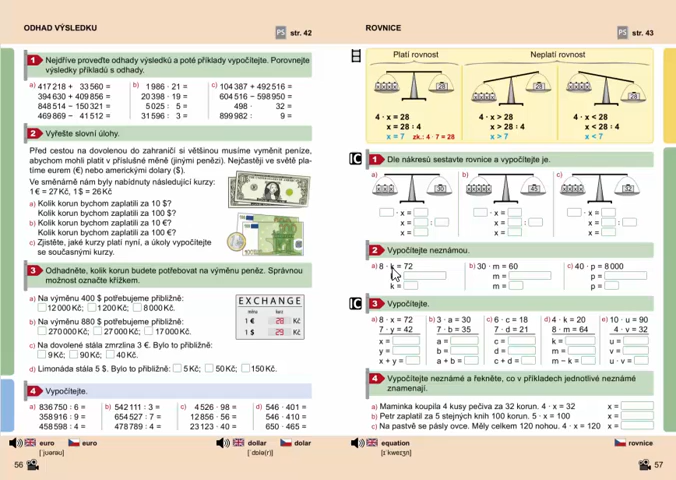 ODHAD VÝSLEDKU
PS str. 42
1 Nejdříve proveďte odhady výsledků a poté příklady vypočítejte. Porovnejte
výsledky příkladů s odhady.
a) 417 218 + 33 560 =
394 630 + 409 856 =
848 514 – 150 321 =
469 869 – 41 512 =
b) 1 986 · 21 =
20 398 · 19 =
5 025 : 5 =
31 596 : 3 =
c) 104 387 + 492 516 =
604 516 – 598 950 =
498 · 32 =
899 982 : 9 =
2 Vyřešte slovní úlohy.
Před cestou na dovolenou do zahraničí si většinou musíme vyměnit peníze,
abychom mohli platit v příslušné měně (jinými penězi). Nejčastěji ve světě pla-
tíme eurem (€) nebo americkými dolary ($).
Ve směnárně nám byly nabídnuty následující kurzy:
1 € = 27 Kč, 1 $ = 26 Kč
a) Kolik korun bychom zaplatili za 10 $?
Kolik korun bychom zaplatili za 100 $?
b) Kolik korun bychom zaplatili za 10 €?
Kolik korun bychom zaplatili za 100 €?
c) Zjistěte, jaké kurzy platí nyní, a úkoly vypočítejte
se současnými kurzy.
100
3 Odhadněte, kolik korun budete potřebovat na výměnu peněz. Správnou
možnost označte křížkem.
a) Na výměnu 400 $ potřebujeme přibližně:
12 000 Kč 1 200 Kč 8 000 Kč.
b) Na výměnu 880 $ potřebujeme přibližně:
270 000 Kč 27 000 Kč 17 000 Kč.
c) Na dovolené stála zmrzlina 3 €. Bylo to přibližně:
9 Kč 90 Kč 40 Kč.
d) Limonáda stála 5 $. Bylo to přibližně: 5 Kč 50 Kč 150 Kč.
EXCHANGE
měna kurz
1 € 28 Kč
1 $ 29 Kč
4 Vypočítejte.
a) 836 750 : 6 =
358 916 : 9 =
458 598 : 4 =
b) 542 111 : 3 =
654 527 : 7 =
478 789 : 4 =
c) 4 526 · 98 =
12 856 · 56 =
23 123 · 40 =
d) 546 · 401 =
546 · 410 =
650 · 465 =
euro euro
[ˈjʊərəʊ]
dollar dolar
[ˈdɒlə(r)]
56
ROVNICE
PS str. 43
Platí rovnost
Neplatí rovnost
28
28
28
4 · x = 28
x = 28 : 4
x = 7 zk.: 4 · 7 = 28
4 · x > 28
x > 28 : 4
x > 7
4 · x < 28
x < 28 : 4
x < 7
1 Dle nákresů sestavte rovnice a vypočítejte je.
a)
b)
c)
· x =
x = :
x =
· x =
x = :
x =
· x =
x = :
x =
2 Vypočítejte neznámou.
a) 8 · k = 72
k =
b) 30 · m = 60
m =
m =
c) 40 · p = 8 000
p =
p =
3 Vypočítejte.
a) 8 · x = 72
7 · y = 42
x =
y =
x + y =
b) 3 · a = 30
7 · b = 35
a =
b =
a + b =
c) 6 · c = 18
7 · d = 21
c =
d =
c + d =
d) 4 · k = 20
8 · m = 64
k =
m =
m – k =
e) 10 · u = 90
4 · v = 32
u =
v =
u · v =
4 Vypočítejte neznámé a řekněte, co v příkladech jednotlivé neznámé
znamenají.
a) Maminka koupila 4 kusy pečiva za 32 korun. 4 · x = 32 x =
b) Petr zaplatil za 5 stejných knih 100 korun. 5 · x = 100 x =
c) Na pastvě se pásly ovce. Měly celkem 120 nohou. 4 · x = 120 x =
equation rovnice
[ɪˈkweɪʒn]
57